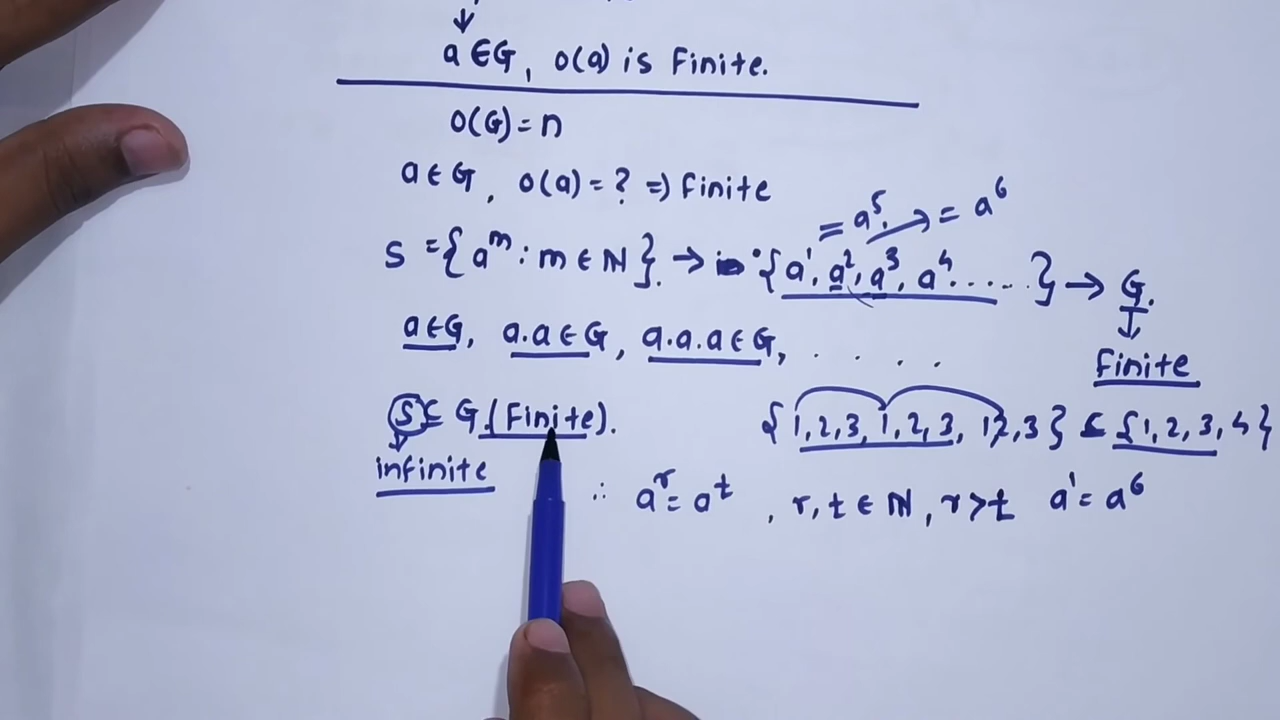 a ∈ G, o(a) is Finite.
o(G) = n
a ∈ G, o(a) = ? => finite
= a⁵. → = a⁶
S = {aᵐ : m ∈ ℕ}. → {a¹, a², a³, a⁴.....} → G.
↓
Finite
a ∈ G, a.a ∈ G, a.a.a ∈ G, . . . .
S ⊆ G (Finite).
infinite
{1,2,3, 1,2,3, 1,2,3} ⊆ {1,2,3,4}
∴ aʳ = aᵗ, r, t ∈ ℕ, r > t a¹ = a⁶